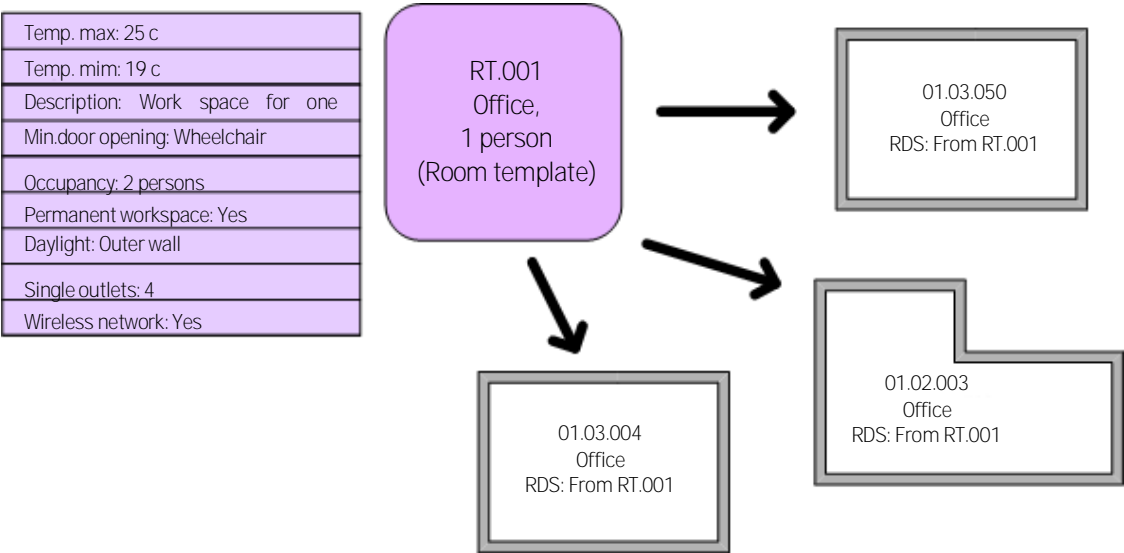 Temp. max: 25 c
Temp. mim: 19 c
Description: Work space for one
Min.door opening: Wheelchair
Occupancy: 2 persons
Permanent workspace: Yes
Daylight: Outer wall
Single outlets: 4
Wireless network: Yes
RT.001
Office,
1 person
(Room template)
01.03.050
Office
RDS: From RT.001
01.02.003
Office
RDS: From RT.001
01.03.004
Office
RDS: From RT.001